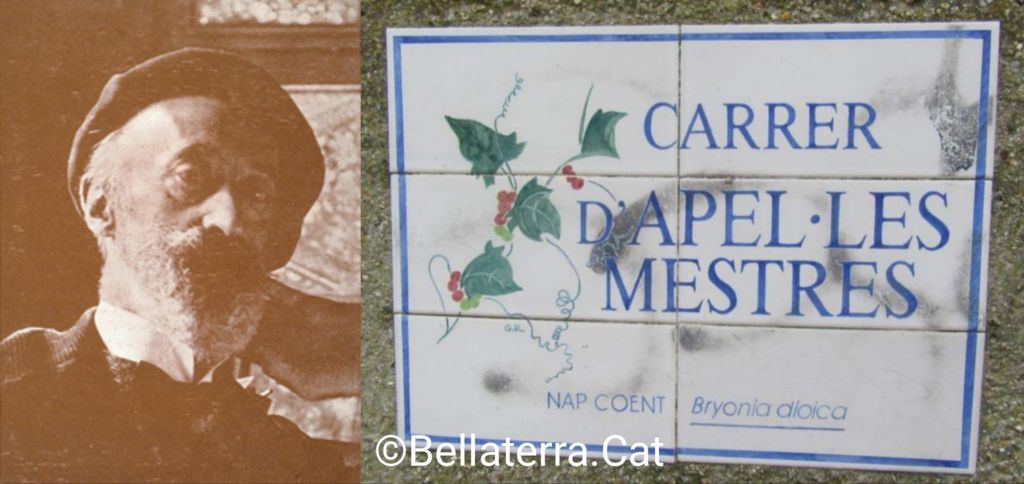 CARRER
D'APEL·LES
MESTRES
G.R.
NAP COENT
Bryonia dioica
©Bellaterra.Cat